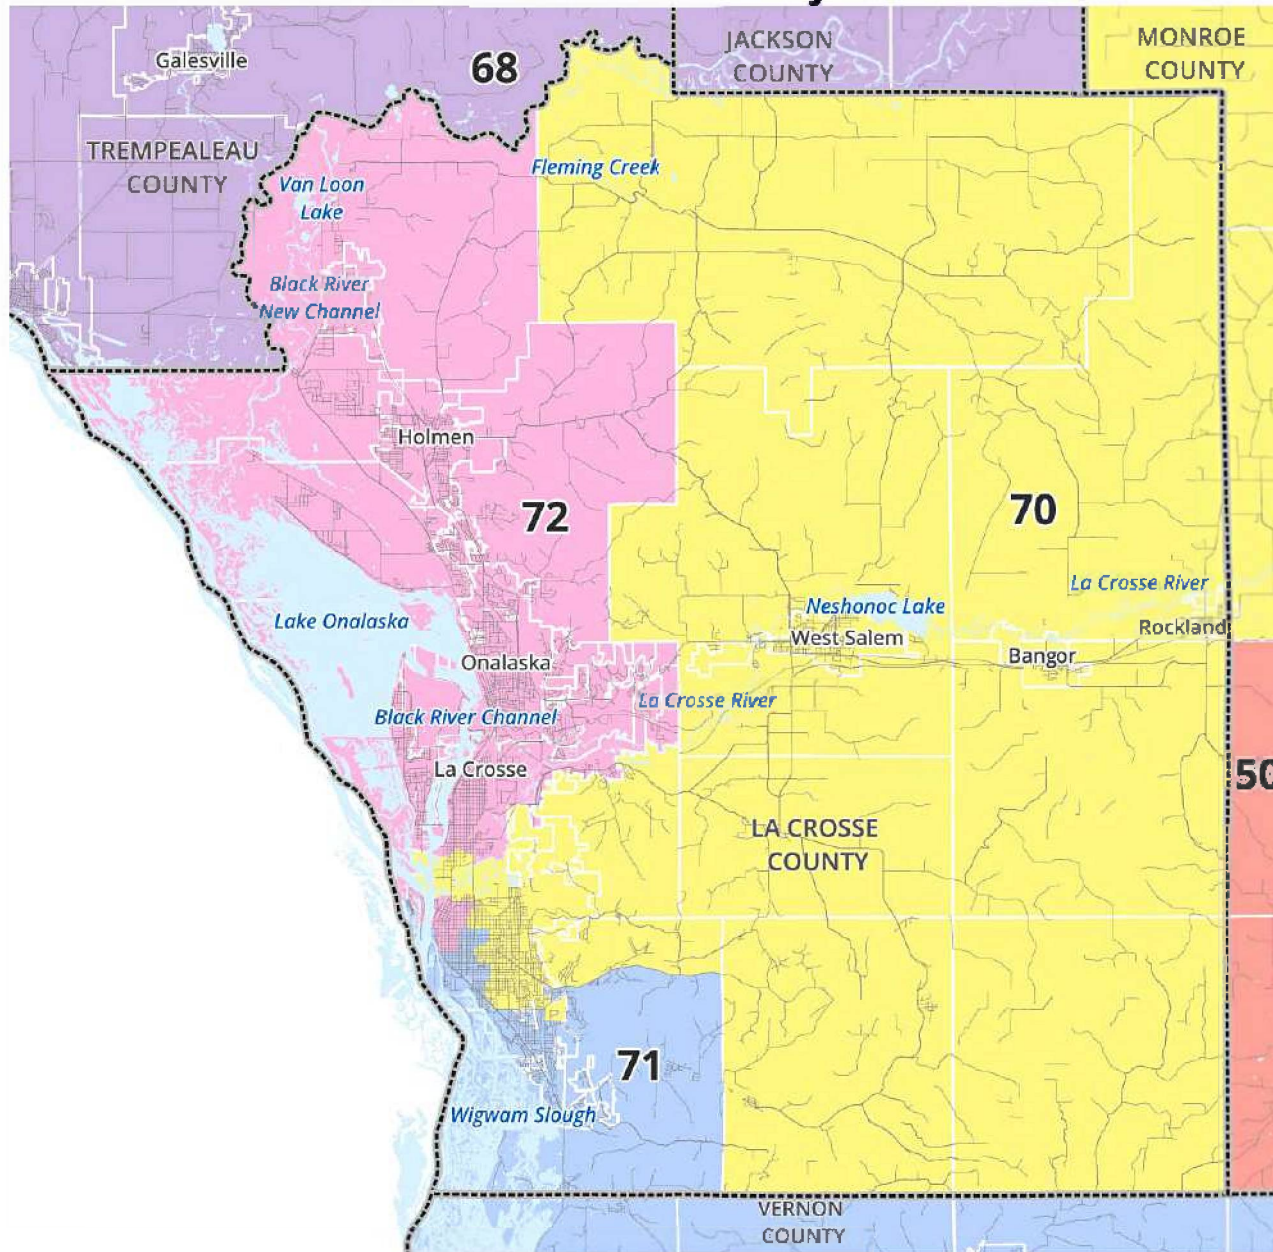 JACKSON
COUNTY
MONROE
COUNTY
Galesville
68
TREMPEALEAU
COUNTY
Fleming Creek
Van Loon
Lake
Black River
New Channel
Holmen
72
70
La Crosse River
Neshonoc Lake
Lake Onalaska
Rockland
West Salem
Bangor
Onalaska
La Crosse River
Black River Channel
La Crosse
50
LA CROSSE
COUNTY
71
Wigwam Slough
VERNON
COUNTY